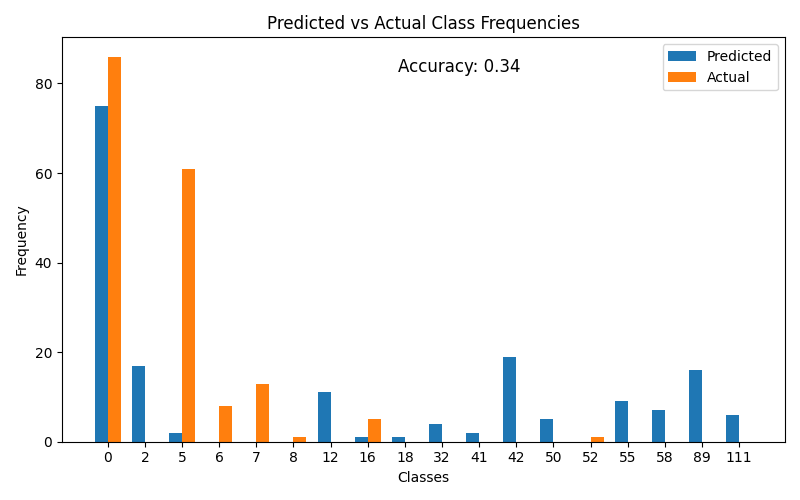 Predicted vs Actual Class Frequencies
Accuracy: 0.34
Predicted
Actual
Frequency
80
60
40
20
0
0 2 5 6 7 8 12 16 18 32 41 42 50 52 55 58 89 111
Classes